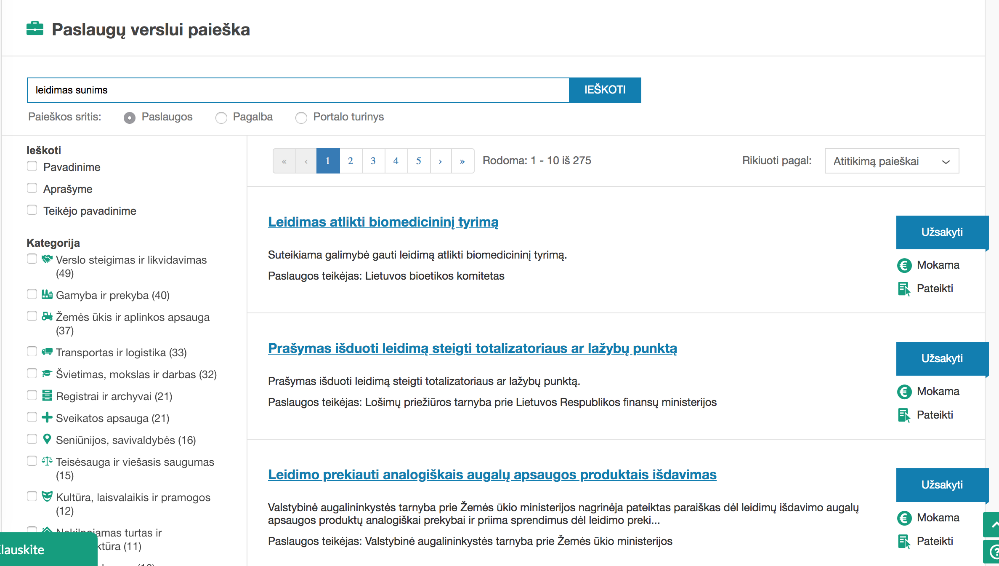 Paslaugų verslui paieška
leidimas sunims
IEŠKOTI
Paieškos sritis:
Paslaugos
Pagalba
Portalo turinys
Ieškoti
Pavadinime
Aprašyme
Teikėjo pavadinime
Kategorija
Verslo steigimas ir likvidavimas
(49)
Gamyba ir prekyba (40)
Žemės ūkis ir aplinkos apsauga
(37)
Transportas ir logistika (33)
Švietimas, mokslas ir darbas (32)
Registrai ir archyvai (21)
Sveikatos apsauga (21)
Seniūnijos, savivaldybės (16)
Teisėsauga ir viešasis saugumas
(15)
Kultūra, laisvalaikis ir pramogos
(12)
Nekilnojamas turtas ir
ktūra (11)
lauskite
« ‹ 1 2 3 4 5 › »
Rodoma: 1 - 10 iš 275
Rikiuoti pagal:
Atitikimą paieškai
Leidimas atlikti biomedicininį tyrimą
Suteikiama galimybė gauti leidimą atlikti biomedicininį tyrimą.
Paslaugos teikėjas: Lietuvos bioetikos komitetas
Užsakyti
Mokama
Pateikti
Prašymas išduoti leidimą steigti totalizatoriaus ar lažybų punktą
Prašymas išduoti leidimą steigti totalizatoriaus ar lažybų punktą.
Paslaugos teikėjas: Lošimų priežiūros tarnyba prie Lietuvos Respublikos finansų ministerijos
Užsakyti
Mokama
Pateikti
Leidimo prekiauti analogiškais augalų apsaugos produktais išdavimas
Valstybinė augalininkystės tarnyba prie Žemės ūkio ministerijos nagrinėja pateiktas paraiškas dėl leidimų išdavimo augalų
apsaugos produktų analogiškai prekybai ir priima sprendimus dėl leidimo preki...
Paslaugos teikėjas: Valstybinė augalininkystės tarnyba prie Žemės ūkio ministerijos
Užsakyti
Mokama
Pateikti